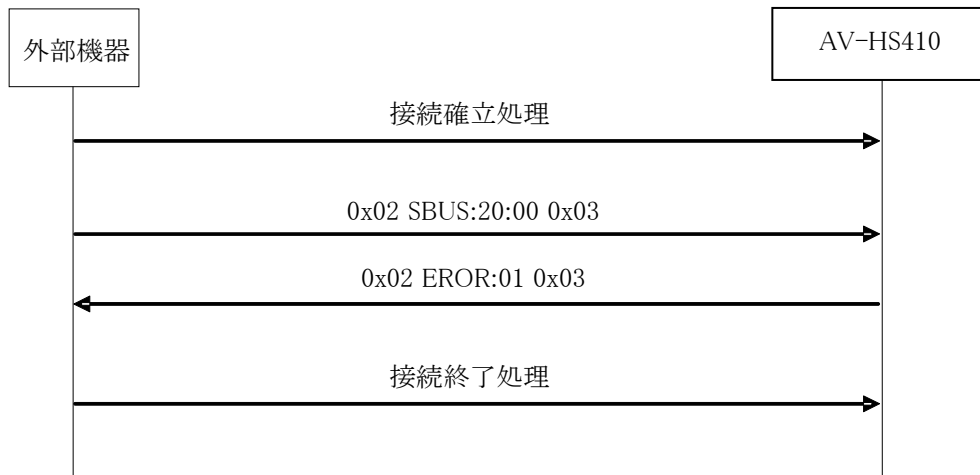 外部機器
AV-HS410
接続確立処理
0x02 SBUS:20:00 0x03
0x02 EROR:01 0x03
接続終了処理